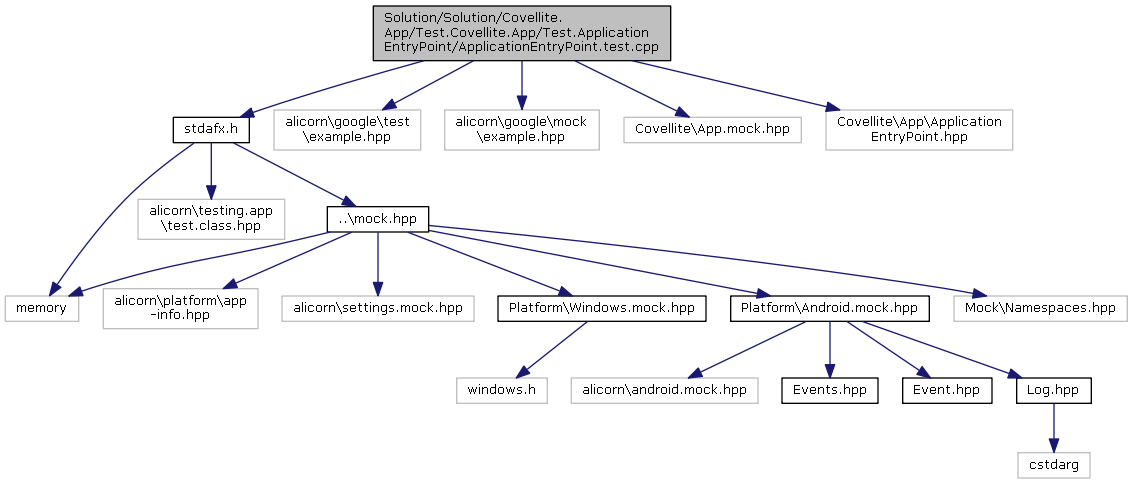 Solution/Solution/Covellite.
App/Test.Covellite.App/Test.Application
EntryPoint/ApplicationEntryPoint.test.cpp
stdafx.h
alicorn\google\test
\example.hpp
alicorn\google\mock
\example.hpp
Covellite\App.mock.hpp
Covellite\App\Application
EntryPoint.hpp
alicorn\testing.app
\test.class.hpp
..\mock.hpp
memory
alicorn\platform\app
-info.hpp
alicorn\settings.mock.hpp
Platform\Windows.mock.hpp
Platform\Android.mock.hpp
Mock\Namespaces.hpp
windows.h
alicorn\android.mock.hpp
Events.hpp
Event.hpp
Log.hpp
cstdarg